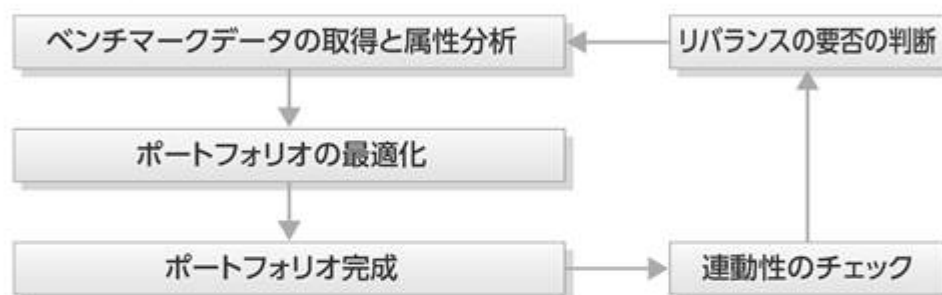 ベンチマークデータの取得と属性分析
リバランスの要否の判断
ポートフォリオの最適化
ポートフォリオ完成
連動性のチェック